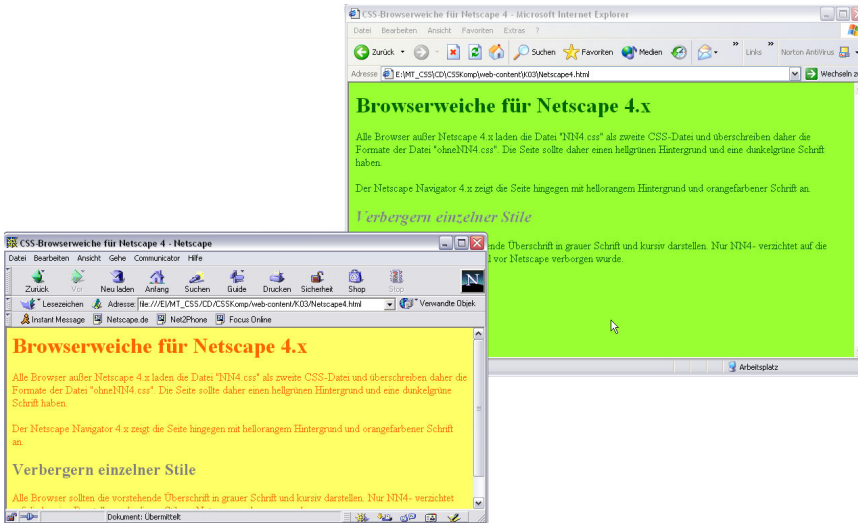 CSS-Browserweiche für Netscape 4 - Microsoft Internet Explorer
Datei Bearbeiten Ansicht Favoriten Extras ?
Zurück Suchen Favoriten Medien Links Norton AntiVirus
Adresse E:\MT_CSS\CD\CSSKomp\web-content\K03\Netscape4.html Wechseln
Browserweiche für Netscape 4.x
Alle Browser außer Netscape 4.x laden die Datei "NN4.css" als zweite CSS-Datei und überschreiben daher die
Formate der Datei "ohneNN4.css". Die Seite sollte daher einen hellgrünen Hintergrund und eine dunkelgrüne Schrift
haben.
Der Netscape Navigator 4.x zeigt die Seite hingegen mit hellorangem Hintergrund und orangefarbener Schrift an.
Verbergern einzelner Stile
ende Überschrift in grauer Schrift und kursiv darstellen. Nur NN4- verzichtet auf die
vor Netscape verborgen wurde.
Arbeitsplatz
CSS-Browserweiche für Netscape 4 - Netscape
Datei Bearbeiten Ansicht Gehe Communicator Hilfe
Zurück Vor Neu laden Anfang Suchen Guide Drucken Sicherheit Shop Stop
Lesezeichen Adresse: file:///E|/MT_CSS/CD/CSSKomp/web-content/K03/Netscape4.html Verwandte Objek
Instant Message Netscape.de Net2Phone Focus Online
Browserweiche für Netscape 4.x
Alle Browser außer Netscape 4.x laden die Datei "NN4.css" als zweite CSS-Datei und überschreiben daher die
Formate der Datei "ohneNN4.css". Die Seite sollte daher einen hellgrünen Hintergrund und eine dunkelgrüne
Schrift haben.
Der Netscape Navigator 4.x zeigt die Seite hingegen mit hellorangem Hintergrund und orangefarbener Schrift
an.
Verbergern einzelner Stile
Alle Browser sollten die vorstehende Überschrift in grauer Schrift und kursiv darstellen. Nur NN4- verzichtet
Dokument: Übermittelt